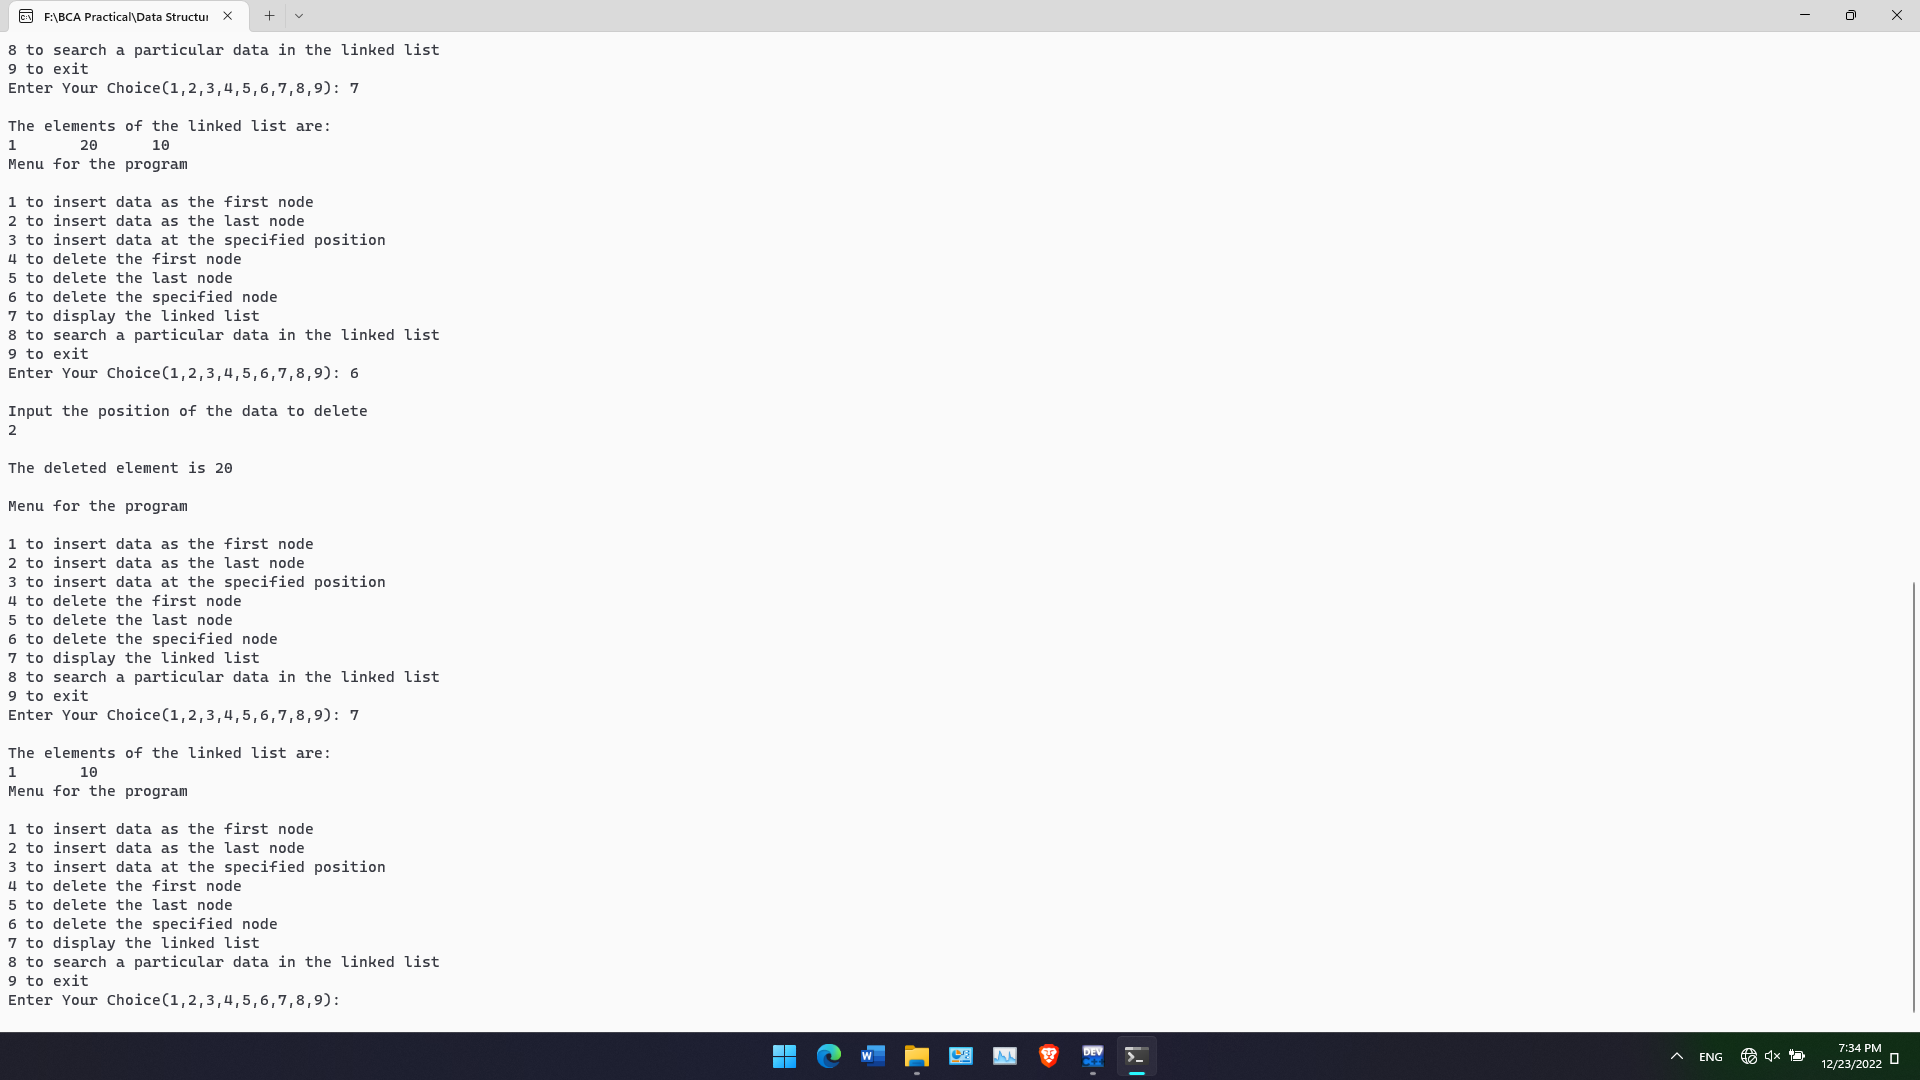 F:\BCA Practical\Data Structur
8 to search a particular data in the linked list
9 to exit
Enter Your Choice(1,2,3,4,5,6,7,8,9): 7
The elements of the linked list are:
1 20 10
Menu for the program
1 to insert data as the first node
2 to insert data as the last node
3 to insert data at the specified position
4 to delete the first node
5 to delete the last node
6 to delete the specified node
7 to display the linked list
8 to search a particular data in the linked list
9 to exit
Enter Your Choice(1,2,3,4,5,6,7,8,9): 6
Input the position of the data to delete
2
The deleted element is 20
Menu for the program
1 to insert data as the first node
2 to insert data as the last node
3 to insert data at the specified position
4 to delete the first node
5 to delete the last node
6 to delete the specified node
7 to display the linked list
8 to search a particular data in the linked list
9 to exit
Enter Your Choice(1,2,3,4,5,6,7,8,9): 7
The elements of the linked list are:
1 10
Menu for the program
1 to insert data as the first node
2 to insert data as the last node
3 to insert data at the specified position
4 to delete the first node
5 to delete the last node
6 to delete the specified node
7 to display the linked list
8 to search a particular data in the linked list
9 to exit
Enter Your Choice(1,2,3,4,5,6,7,8,9):
ENG
7:34 PM
12/23/2022